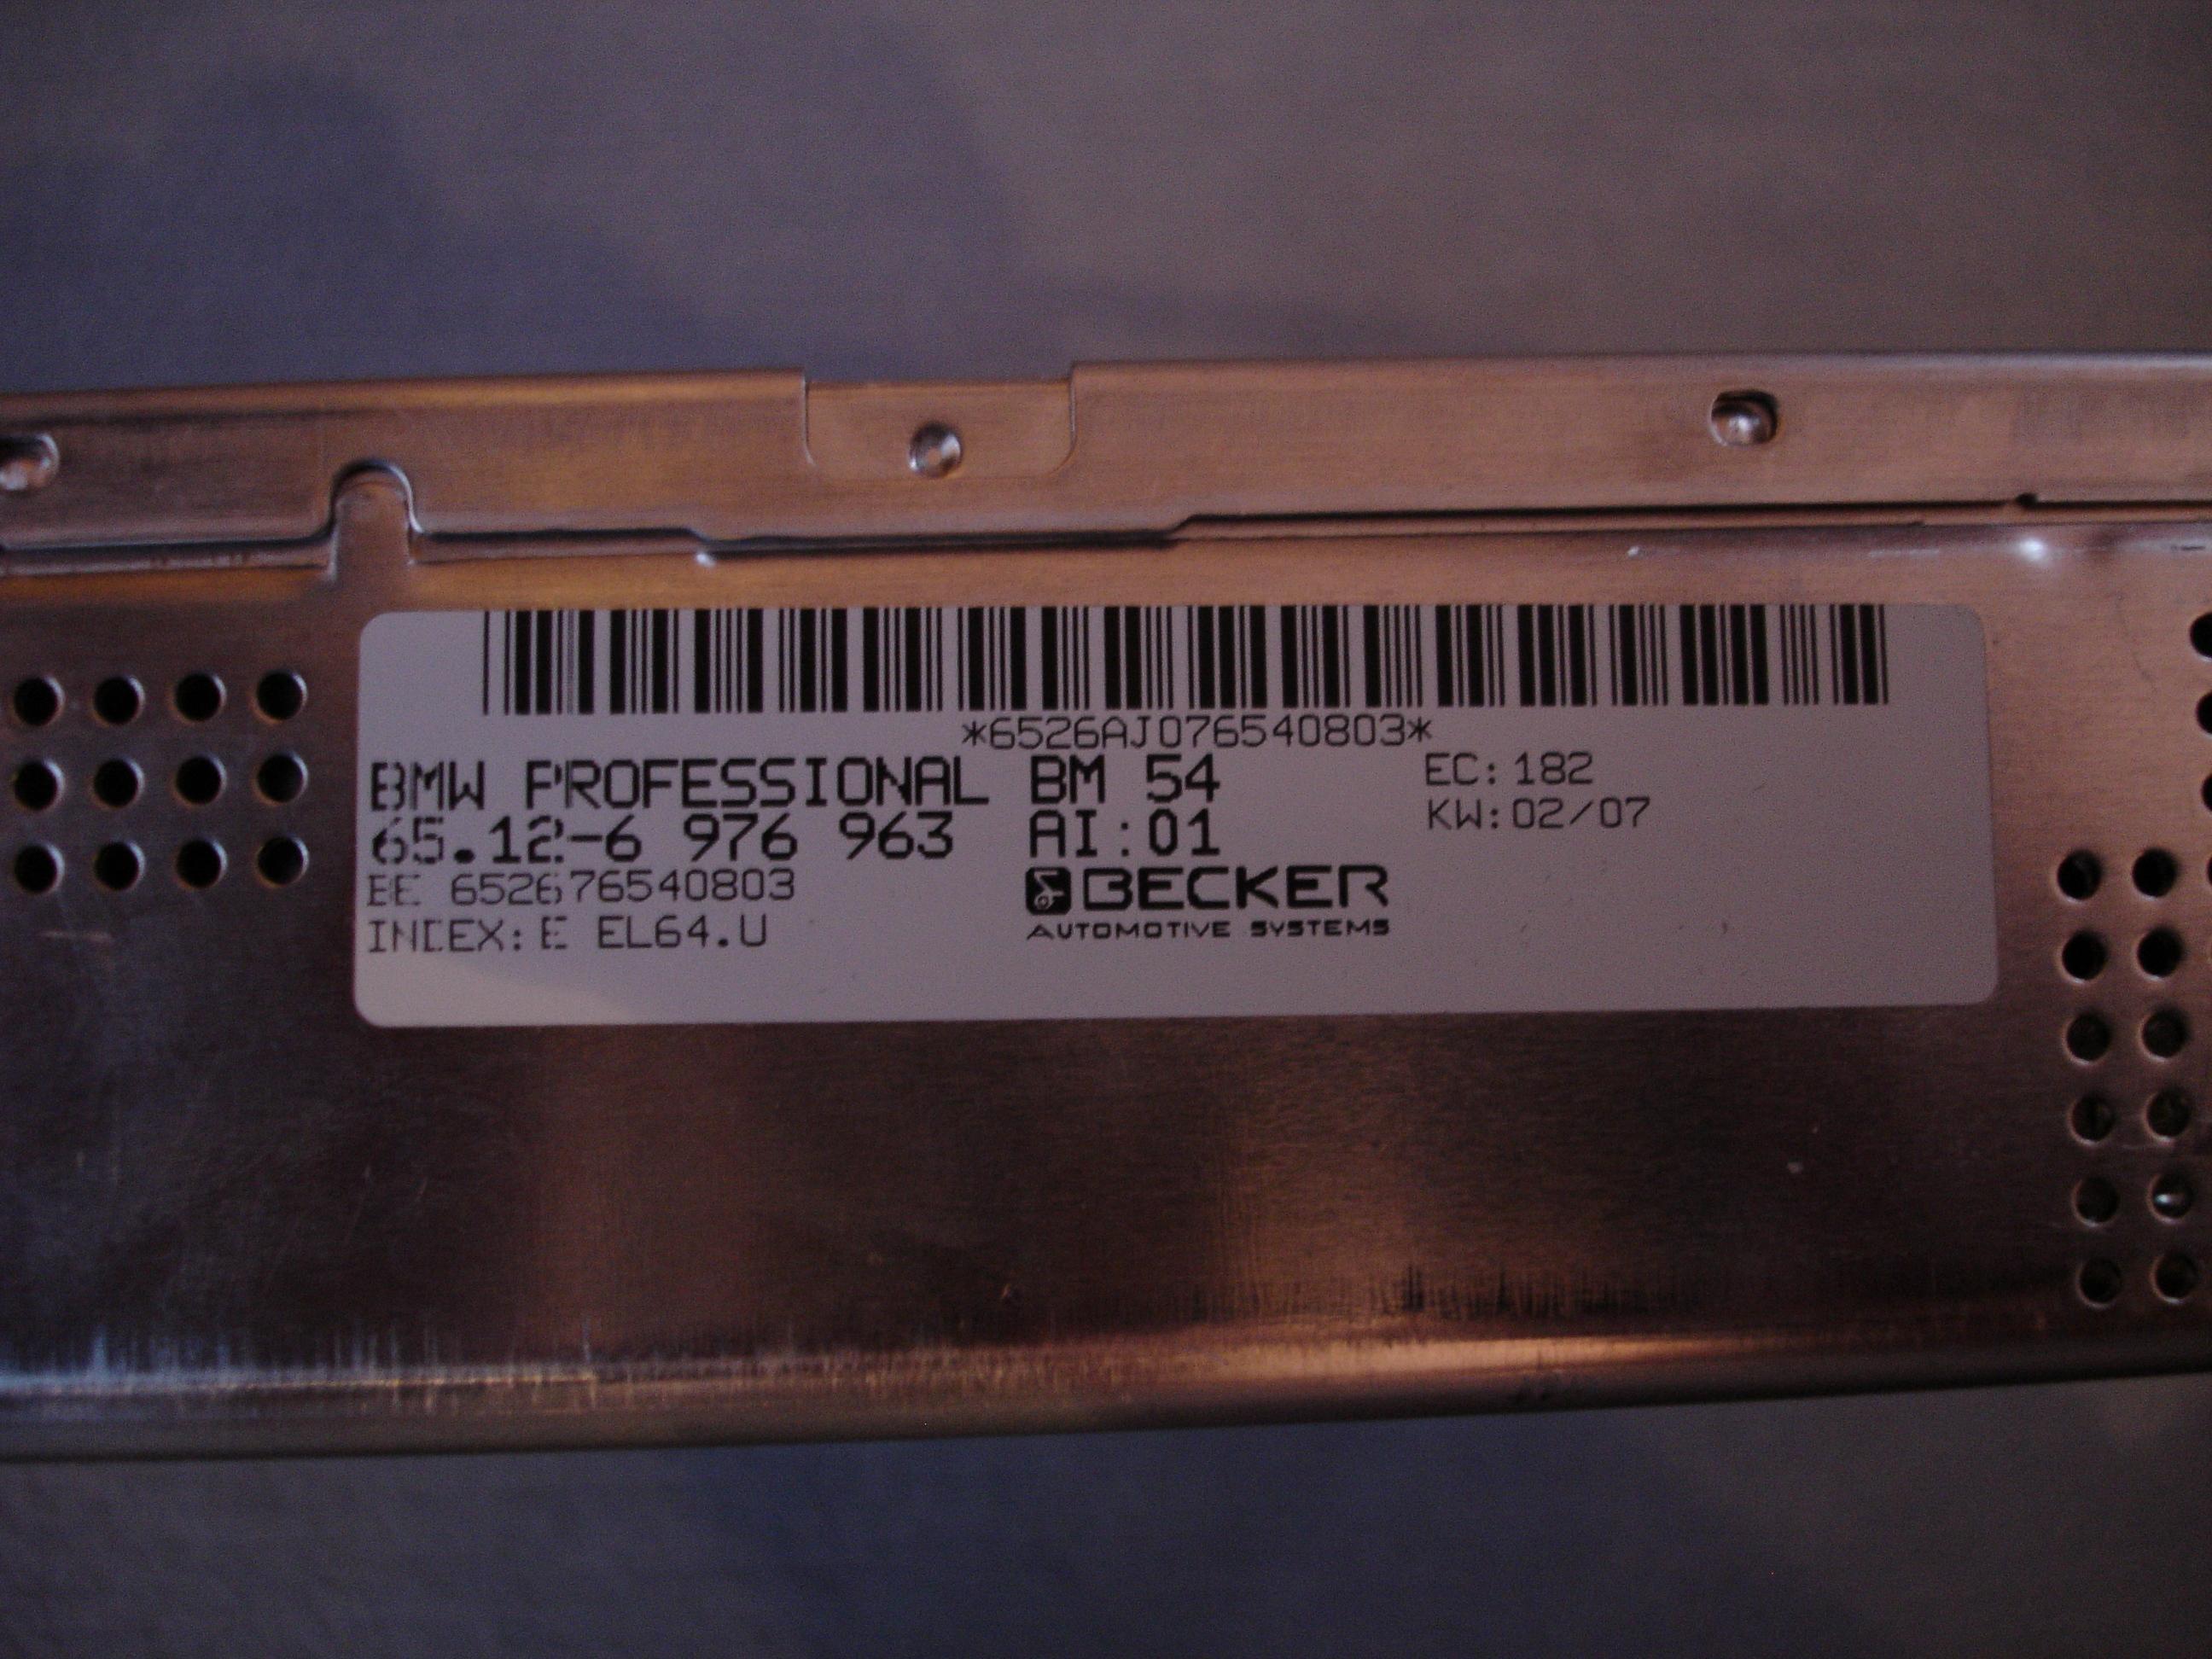 *6526AJ076540803*
BMW PROFESSIONAL BM 54
EC: 182
65.12-6 976 963 AI:01
KW:02/07
BE 652676540803
BECKER
INDEX: E EL64.U
AUTOMOTIVE SYSTEMS